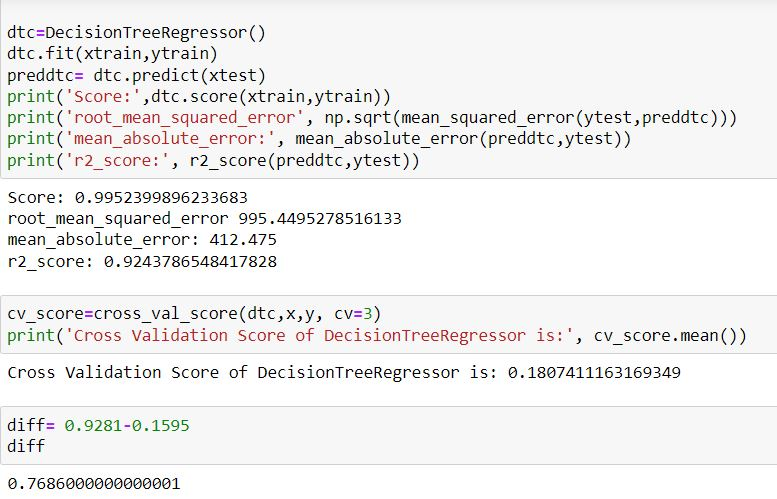 dtc=DecisionTreeRegressor()
dtc.fit(xtrain,ytrain)
preddtc= dtc.predict(xtest)
print('Score:',dtc.score(xtrain,ytrain))
print('root_mean_squared_error', np.sqrt(mean_squared_error(ytest,preddtc)))
print('mean_absolute_error:', mean_absolute_error(preddtc,ytest))
print('r2_score:', r2_score(preddtc,ytest))
Score: 0.9952399896233683
root_mean_squared_error 995.4495278516133
mean_absolute_error: 412.475
r2_score: 0.9243786548417828
cv_score=cross_val_score(dtc,x,y, cv=3)
print('Cross Validation Score of DecisionTreeRegressor is:', cv_score.mean())
Cross Validation Score of DecisionTreeRegressor is: 0.1807411163169349
diff= 0.9281-0.1595
diff
0.7686000000000001